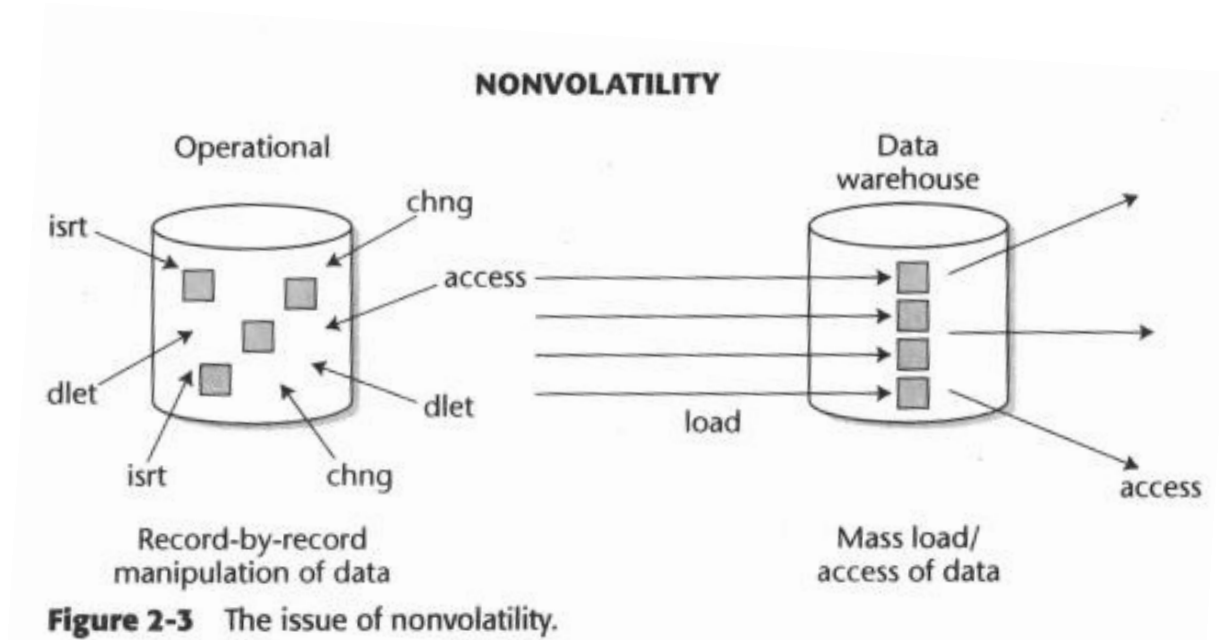 NONVOLATILITY
Operational
isrt
chng
access
dlet
dlet
isrt
chng
Record-by-record
manipulation of data
load
Data
warehouse
access
Mass load/
access of data
Figure 2-3 The issue of nonvolatility.